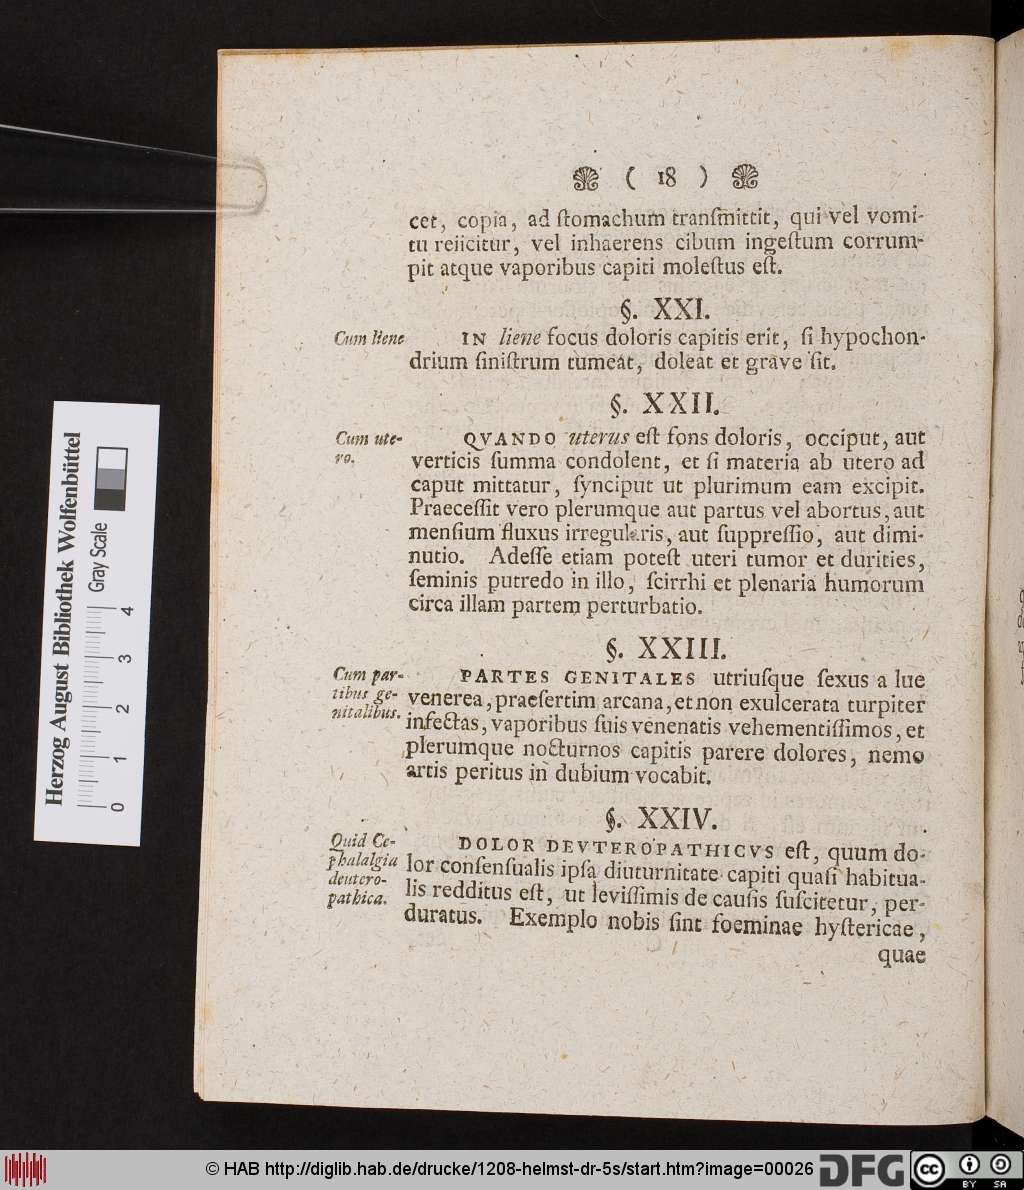 ( 18 )
cet, copia, ad ſtomachum tranſmittit, qui vel vomi-
tu reiicitur, vel inhaerens cibum ingeſtum corrum-
pit atque vaporibus capiti moleſtus eſt.
§. XXI.
Cum liene
IN liene focus doloris capitis erit, ſi hypochon-
drium ſiniſtrum tumeat, doleat et grave ſit.
§. XXII.
Cum ute-
ro.
QVANDO uterus eſt fons doloris, occiput, aut
verticis ſumma condolent, et ſi materia ab utero ad
caput mittatur, ſynciput ut plurimum eam excipit.
Praeceſſit vero plerumque aut partus vel abortus, aut
menſium fluxus irregularis, aut ſuppreſſio, aut dimi-
nutio. Adeſſe etiam poteſt uteri tumor et durities,
ſeminis putredo in illo, ſcirrhi et plenaria humorum
circa illam partem perturbatio.
§. XXIII.
Cum par-
tibus ge-
nitalibus.
PARTES GENITALES utriuſque ſexus a lue
venerea, praeſertim arcana, et non exulcerata turpiter
infectas, vaporibus ſuis venenatis vehementiſſimos, et
plerumque nocturnos capitis parere dolores, nemo
artis peritus in dubium vocabit.
§. XXIV.
Quid Ce-
phalalgia
deutero-
pathica.
DOLOR DEVTEROPATHICVS eſt, quum do-
lor conſenſualis ipſa diuturnitate capiti quaſi habitua-
lis redditus eſt, ut leviſſimis de cauſis ſuſcitetur, per-
duratus. Exemplo nobis ſint foeminae hyſtericae,
quae
Herzog August Bibliothek Wolfenbüttel
Gray Scale
0 1 2 3 4
© HAB http://diglib.hab.de/drucke/1208-helmst-dr-5s/start.htm?image=00026
DFG
cc BY SA